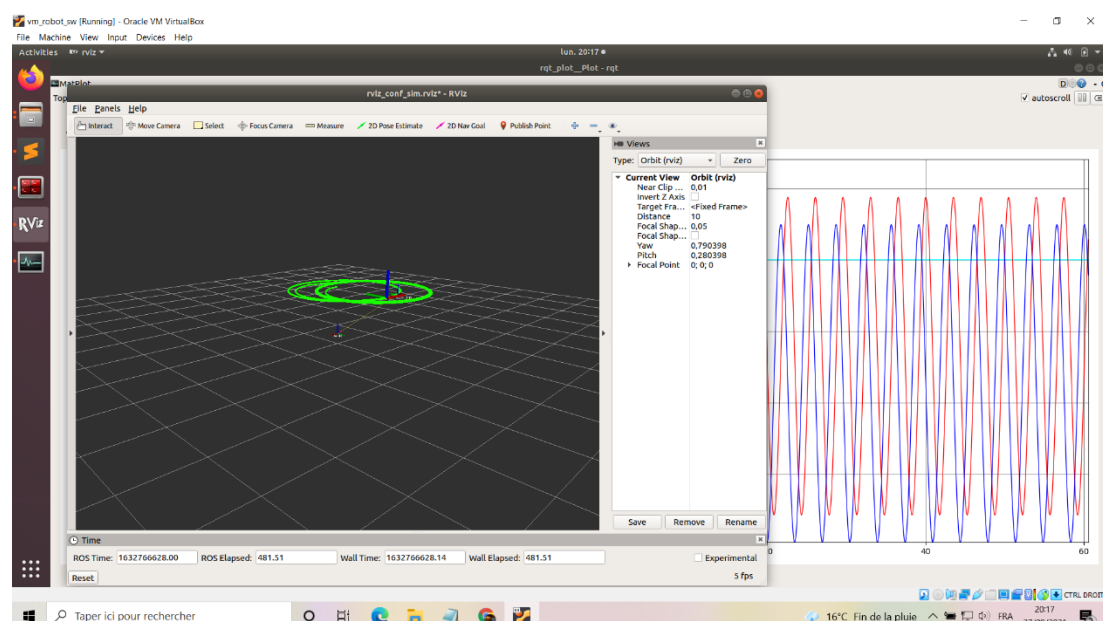 vm_robot_sw [Running] - Oracle VM VirtualBox
File Machine View Input Devices Help
Activities rviz lun. 20:17
rqt_plot__Plot - rqt
MatPlot
Top
autoscroll
rviz_conf_sim.rviz* - RViz
File Panels Help
Interact Move Camera Select Focus Camera Measure 2D Pose Estimate 2D Nav Goal Publish Point
Views
Type: Orbit (rviz) Zero
Current View Orbit (rviz)
Near Clip ... 0,01
Invert Z Axis
Target Fra... <Fixed Frame>
Distance 10
Focal Shap... 0,05
Focal Shap...
Yaw 0,790398
Pitch 0,280398
Focal Point 0; 0; 0
RViz
Save Remove Rename
Time
ROS Time: 1632766628.00 ROS Elapsed: 481.51 Wall Time: 1632766628.14 Wall Elapsed: 481.51 Experimental
Reset 5 fps
0 40 60
CTRL DROIT
Taper ici pour rechercher 16°C Fin de la pluie FRA 20:17